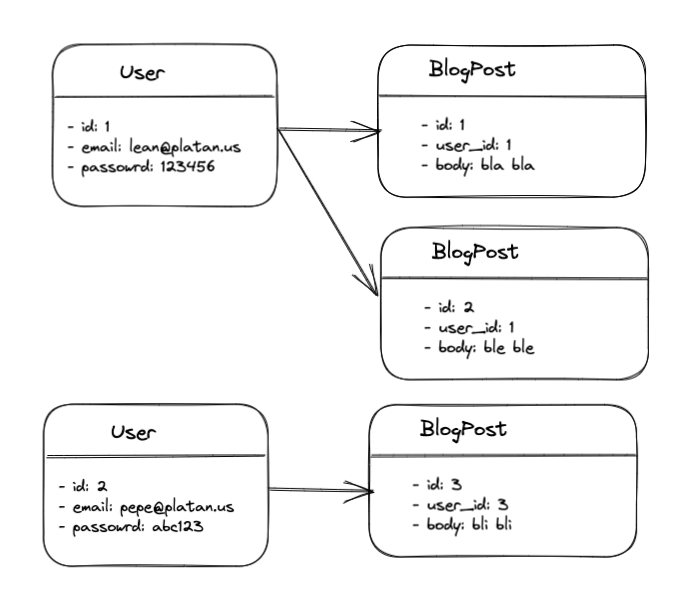 User
- id: 1
- email: lean@platan.us
- passowrd: 123456
BlogPost
- id: 1
- user_id: 1
- body: bla bla
BlogPost
- id: 2
- user_id: 1
- body: ble ble
User
- id: 2
- email: pepe@platan.us
- passowrd: abc123
BlogPost
- id: 3
- user_id: 3
- body: bli bli